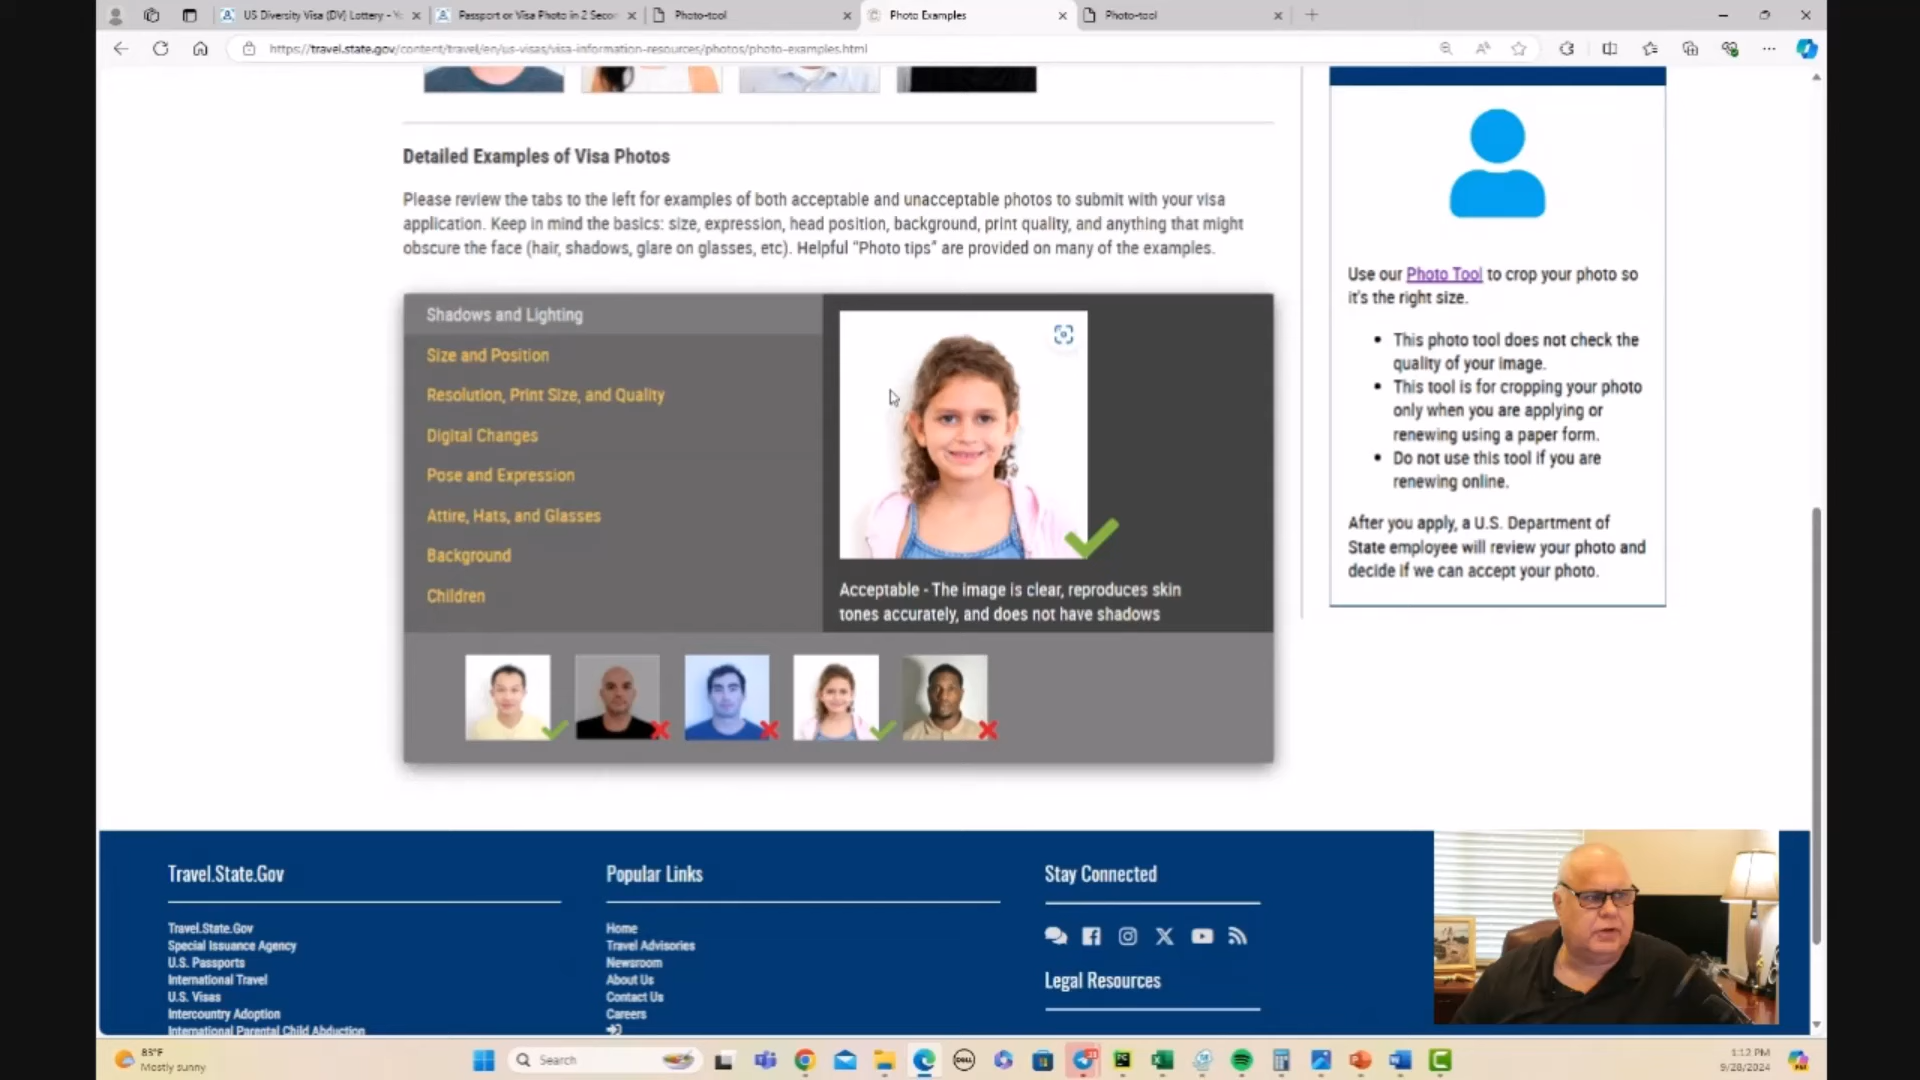 US Diversity Visa (DV) Lottery -
Passport or Visa Photo in 2 Secon
Photo-tool
Photo Examples
Photo-tool
https://travel.state.gov/content/travel/en/us-visas/visa-information-resources/photos/photo-examples.html
Detailed Examples of Visa Photos
Please review the tabs to the left for examples of both acceptable and unacceptable photos to submit with your visa
application. Keep in mind the basics: size, expression, head position, background, print quality, and anything that might
obscure the face (hair, shadows, glare on glasses, etc). Helpful "Photo tips" are provided on many of the examples.
Shadows and Lighting
Size and Position
Resolution, Print Size, and Quality
Digital Changes
Pose and Expression
Attire, Hats, and Glasses
Background
Children
Acceptable - The image is clear, reproduces skin
tones accurately, and does not have shadows
Use our Photo Tool to crop your photo so
it's the right size.
• This photo tool does not check the
quality of your image.
• This tool is for cropping your photo
only when you are applying or
renewing using a paper form.
• Do not use this tool if you are
renewing online.
After you apply, a U.S. Department of
State employee will review your photo and
decide if we can accept your photo.
Travel.State.Gov
Travel.State.Gov
Special Issuance Agency
U.S. Passports
International Travel
U.S. Visas
Intercountry Adoption
International Parental Child Abduction
Popular Links
Home
Travel Advisories
Newsroom
About Us
Contact Us
Careers
Stay Connected
Legal Resources
83°F
Mostly sunny
Search
DELL
1:12 PM
9/28/2024